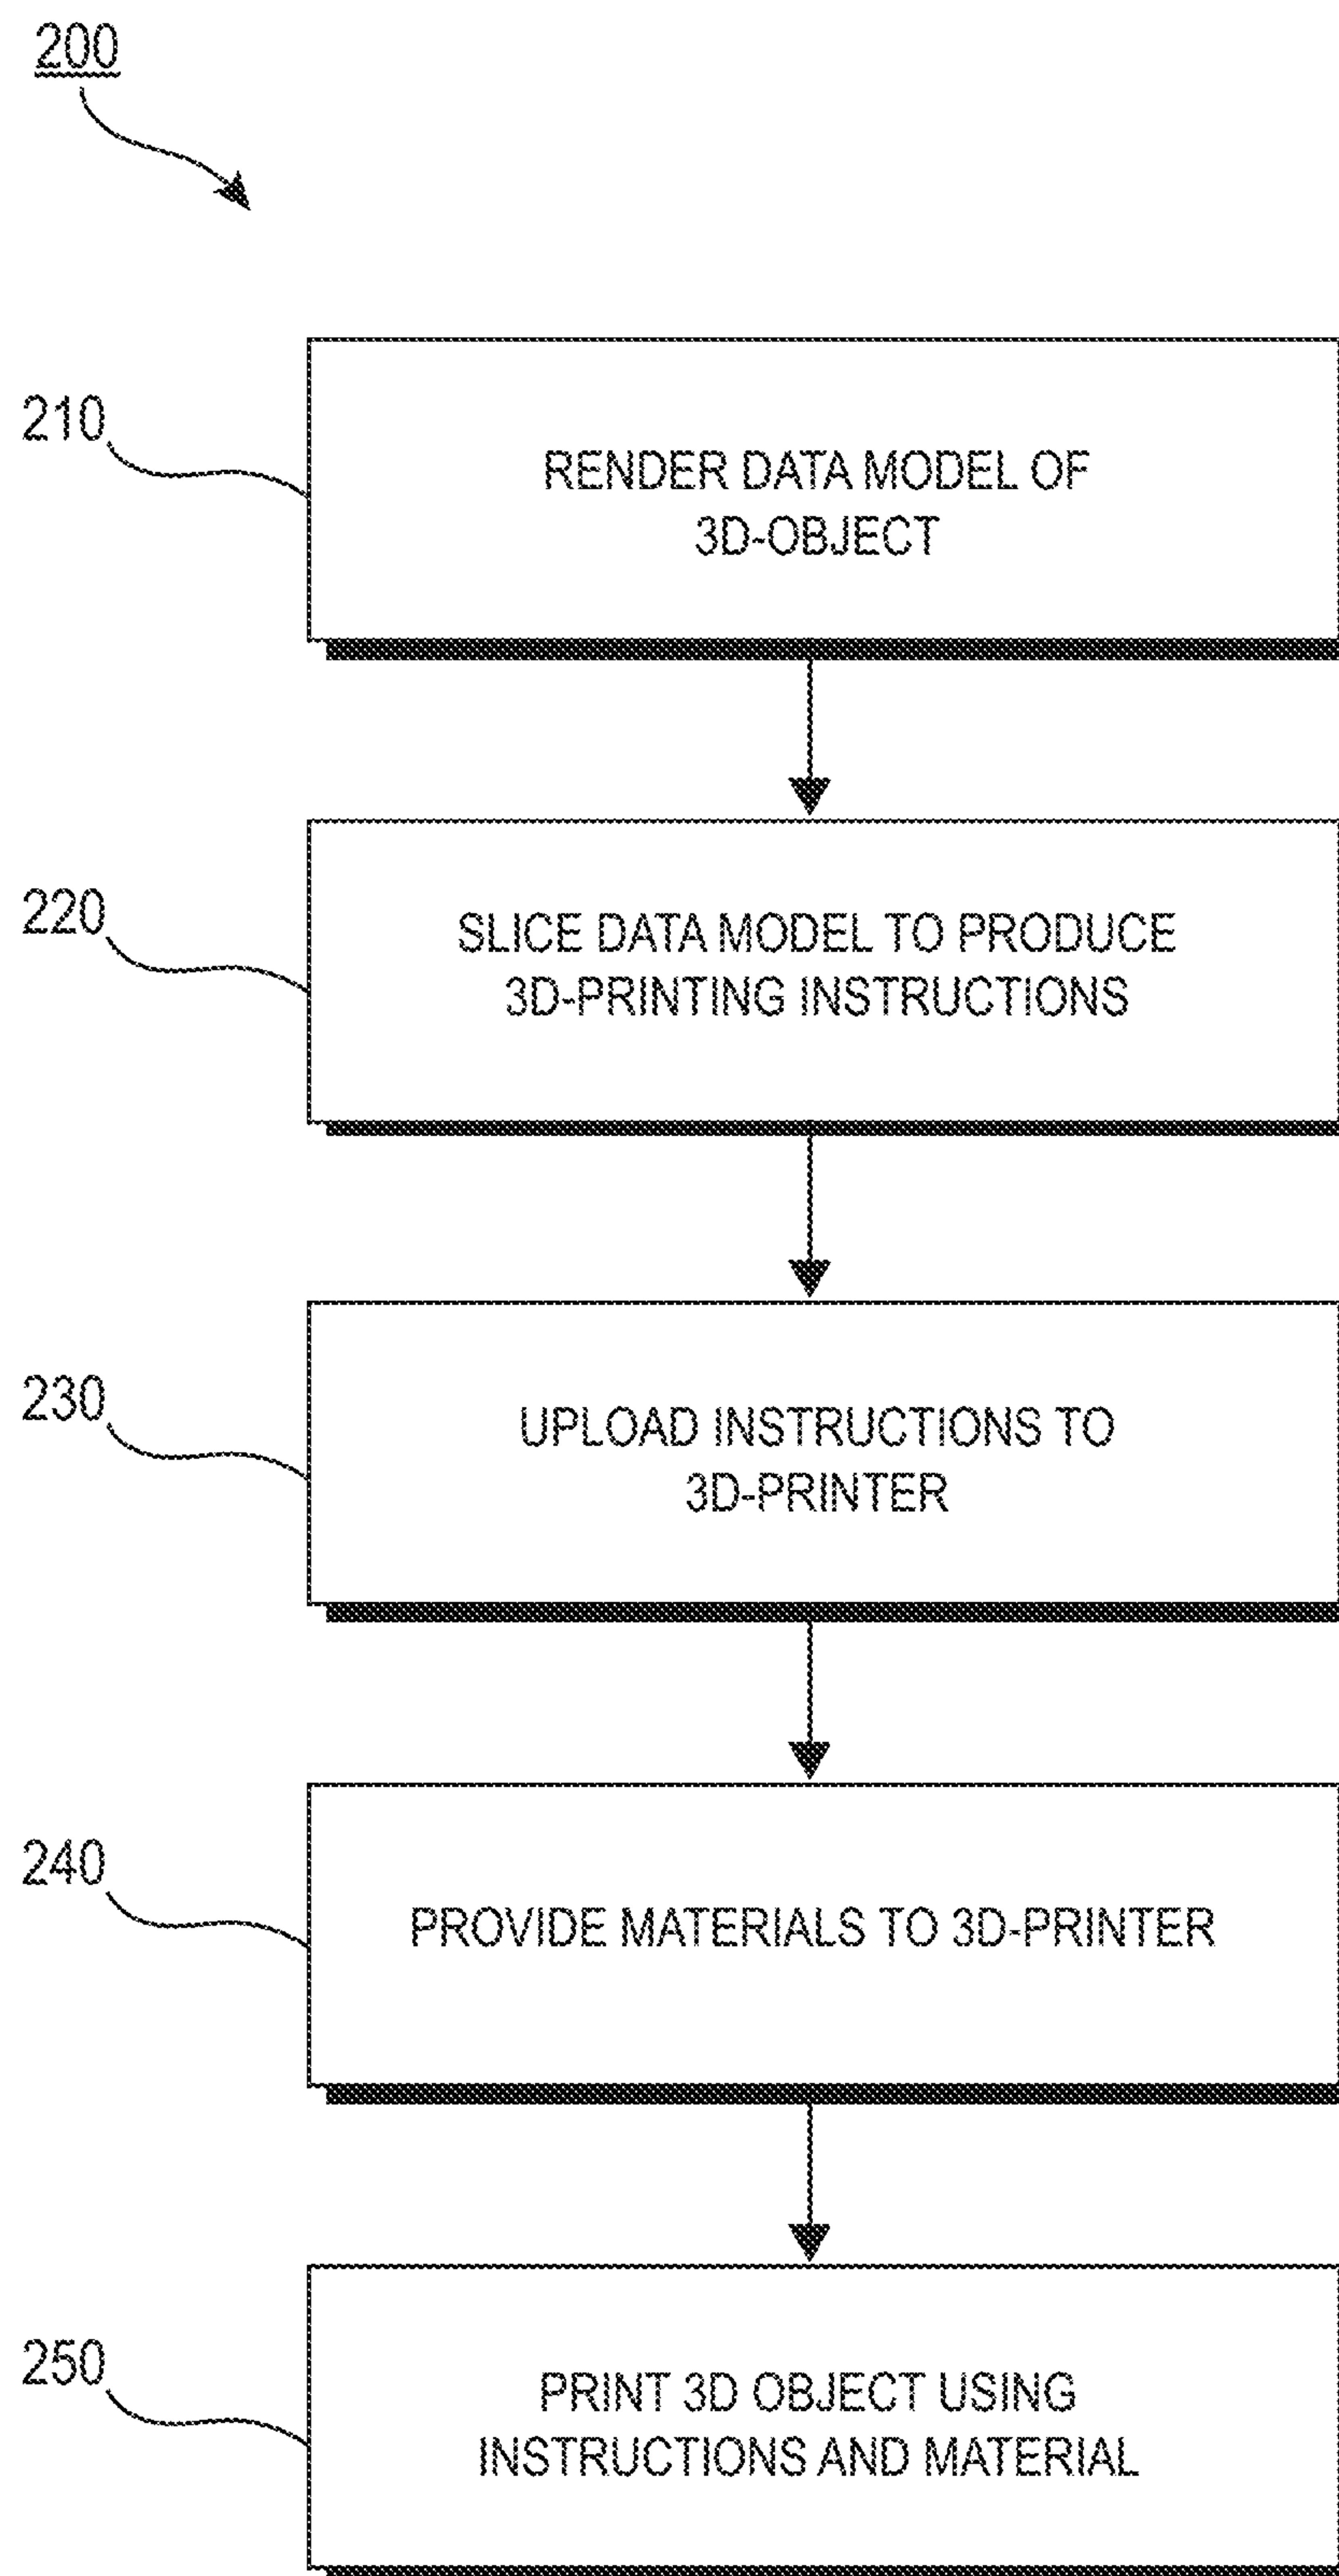 200
210
RENDER DATA MODEL OF
3D-OBJECT
220
SLICE DATA MODEL TO PRODUCE
3D-PRINTING INSTRUCTIONS
230
UPLOAD INSTRUCTIONS TO
3D-PRINTER
240
PROVIDE MATERIALS TO 3D-PRINTER
250
PRINT 3D OBJECT USING
INSTRUCTIONS AND MATERIAL